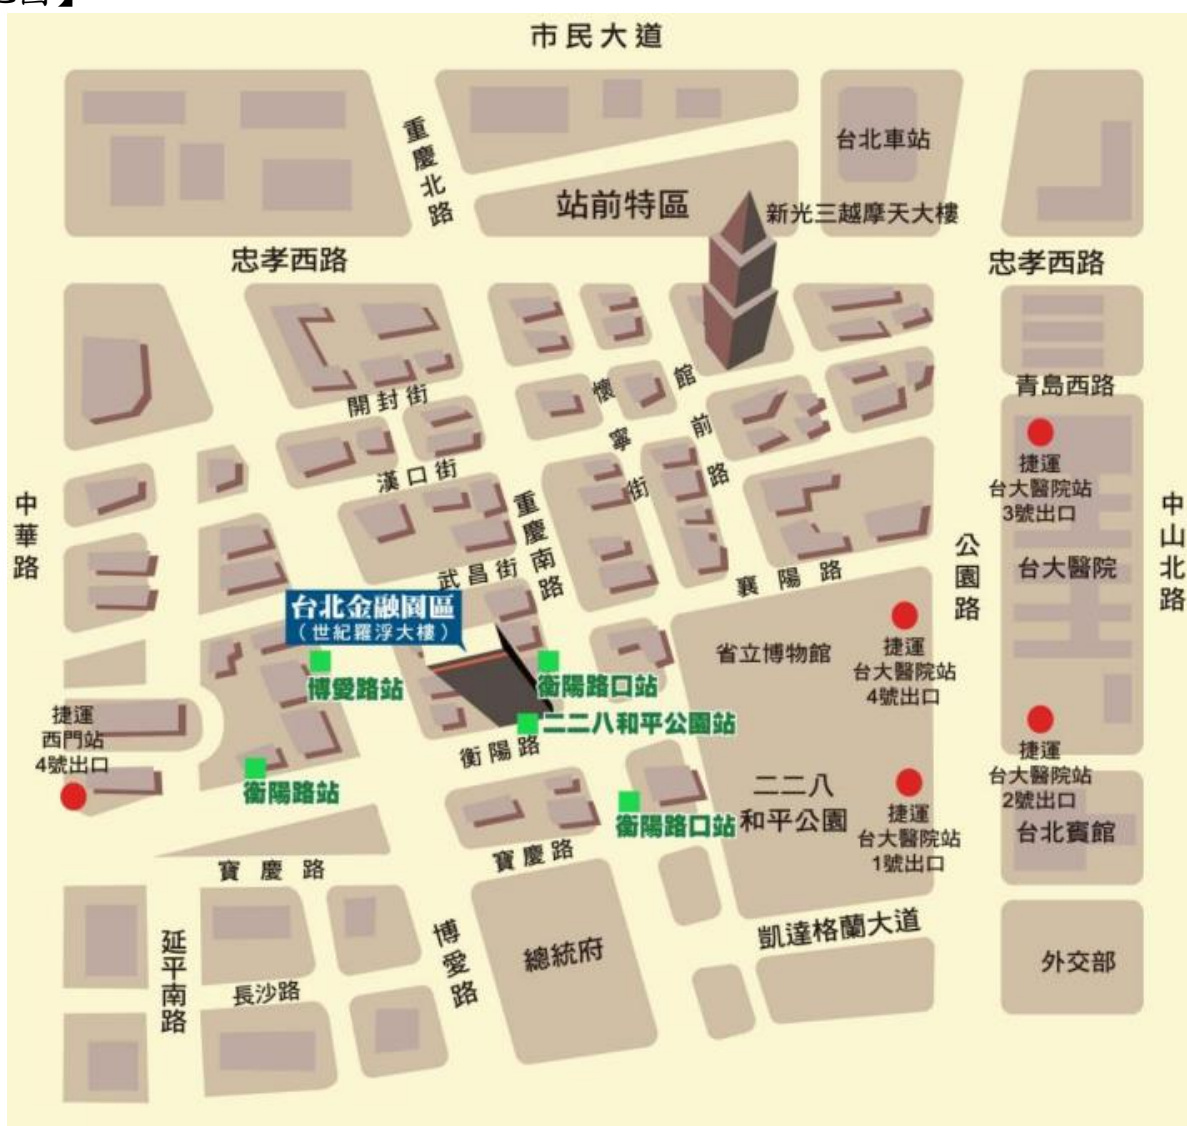 市民大道
重慶北路
台北車站
站前特區
新光三越摩天大樓
忠孝西路
忠孝西路
青島西路
開封街
懷寧街
館前路
漢口街
捷運
台大醫院站
3號出口
中華路
重慶南路
公園路
中山北路
武昌街
襄陽路
台大醫院
台北金融園區
（世紀羅浮大樓）
捷運
台大醫院站
4號出口
省立博物館
博愛路站
衡陽路口站
二二八和平公園站
捷運
西門站
4號出口
衡陽路
捷運
台大醫院站
2號出口
衡陽路站
二二八
和平公園
衡陽路口站
捷運
台大醫院站
1號出口
台北賓館
寶慶路
寶慶路
凱達格蘭大道
博愛路
延平南路
總統府
外交部
長沙路